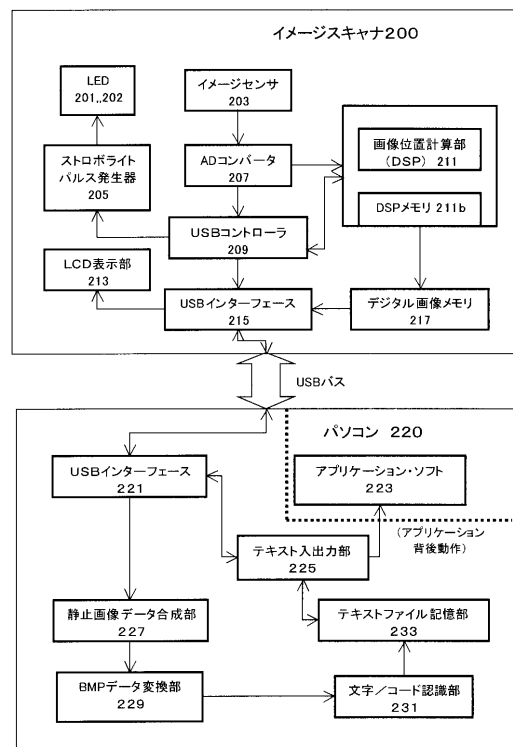 イメージスキャナ200
LED
201,,202
イメージセンサ
203
画像位置計算部
(DSP) 211
ストロボライト
パルス発生器
205
ADコンバータ
207
DSPメモリ 211b
USBコントローラ
209
LCD表示部
213
USBインターフェース
215
デジタル画像メモリ
217
USBバス
パソコン 220
USBインターフェース
221
アプリケーション・ソフト
223
(アプリケーション
背後動作)
テキスト入出力部
225
静止画像データ合成部
227
テキストファイル記憶部
233
BMPデータ変換部
229
文字/コード認識部
231